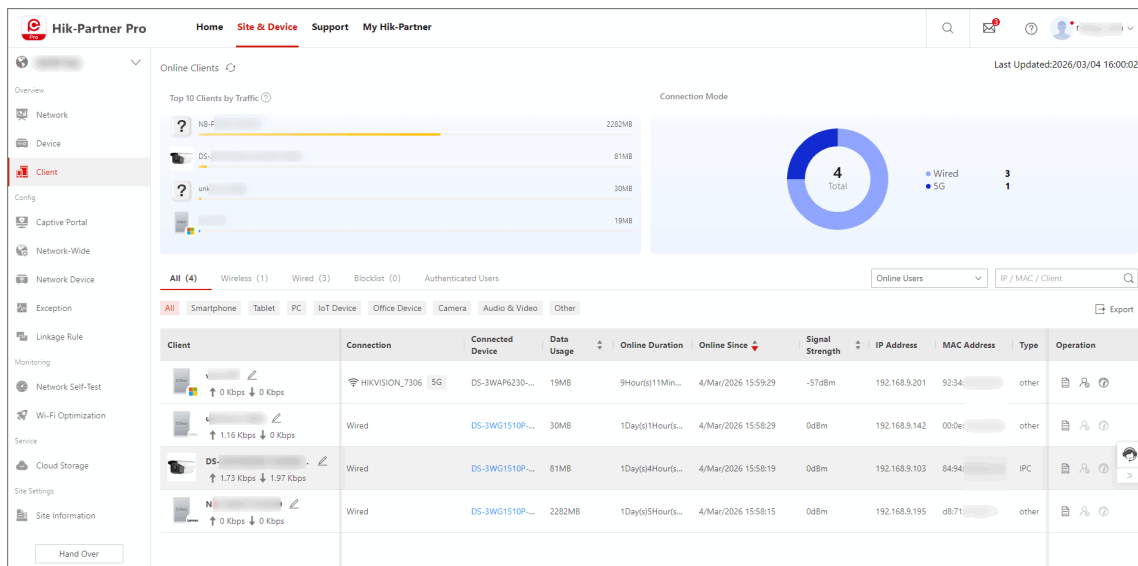 Hik-Partner Pro
Home Site & Device Support My Hik-Partner
3
Pro
Online Clients
Last Updated:2026/03/04 16:00:02
Overview
Network
Device
Client
Config
Captive Portal
Network-Wide
Network Device
Exception
Linkage Rule
Monitoring
Network Self-Test
Wi-Fi Optimization
Service
Cloud Storage
Site Settings
Site Information
Hand Over
Top 10 Clients by Traffic
2282MB
DS- 81MB
30MB
19MB
Connection Mode
4
Total
Wired 3
5G 1
All (4) Wireless (1) Wired (3) Blocklist (0) Authenticated Users
Online Users
IP / MAC / Client
All Smartphone Tablet PC IoT Device Office Device Camera Audio & Video Other
Export
Client Connection Connected Device Data Usage Online Duration Online Since Signal Strength IP Address MAC Address Type Operation
↑ 0 Kbps ↓ 0 Kbps
HIKVISION_7306 5G DS-3WAP6230-... 19MB 9Hour(s)11Min... 4/Mar/2026 15:59:29 -57dBm 192.168.9.201 92:34: other
↑ 1.16 Kbps ↓ 0 Kbps
Wired DS-3WG1510P-... 30MB 1Day(s)1Hour(s... 4/Mar/2026 15:58:29 0dBm 192.168.9.142 00:0e: other
DS-
↑ 1.73 Kbps ↓ 1.97 Kbps
Wired DS-3WG1510P-... 81MB 1Day(s)4Hour(s... 4/Mar/2026 15:58:19 0dBm 192.168.9.103 84:94: IPC
N
↑ 0 Kbps ↓ 0 Kbps
Wired DS-3WG1510P-... 2282MB 1Day(s)5Hour(s... 4/Mar/2026 15:58:15 0dBm 192.168.9.195 d8:71: other